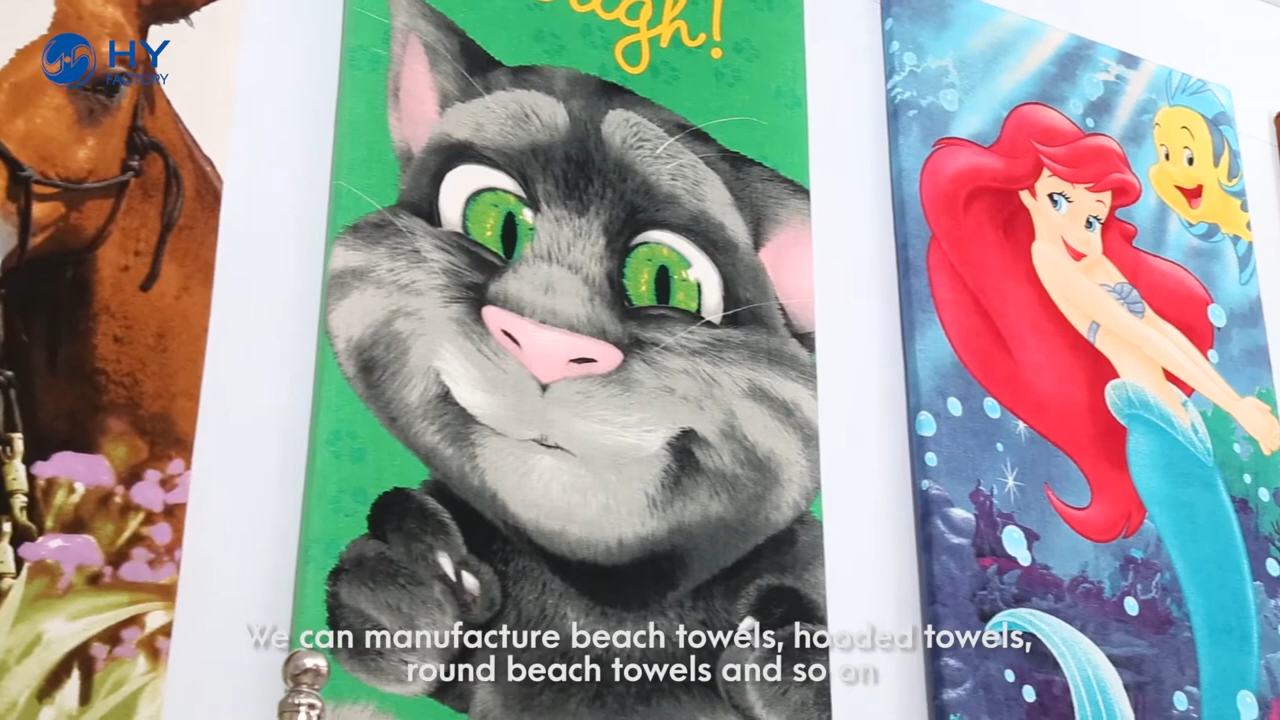 HY
FACTORY
ugh!
We can manufacture beach towels, hooded towels,
round beach towels and so on